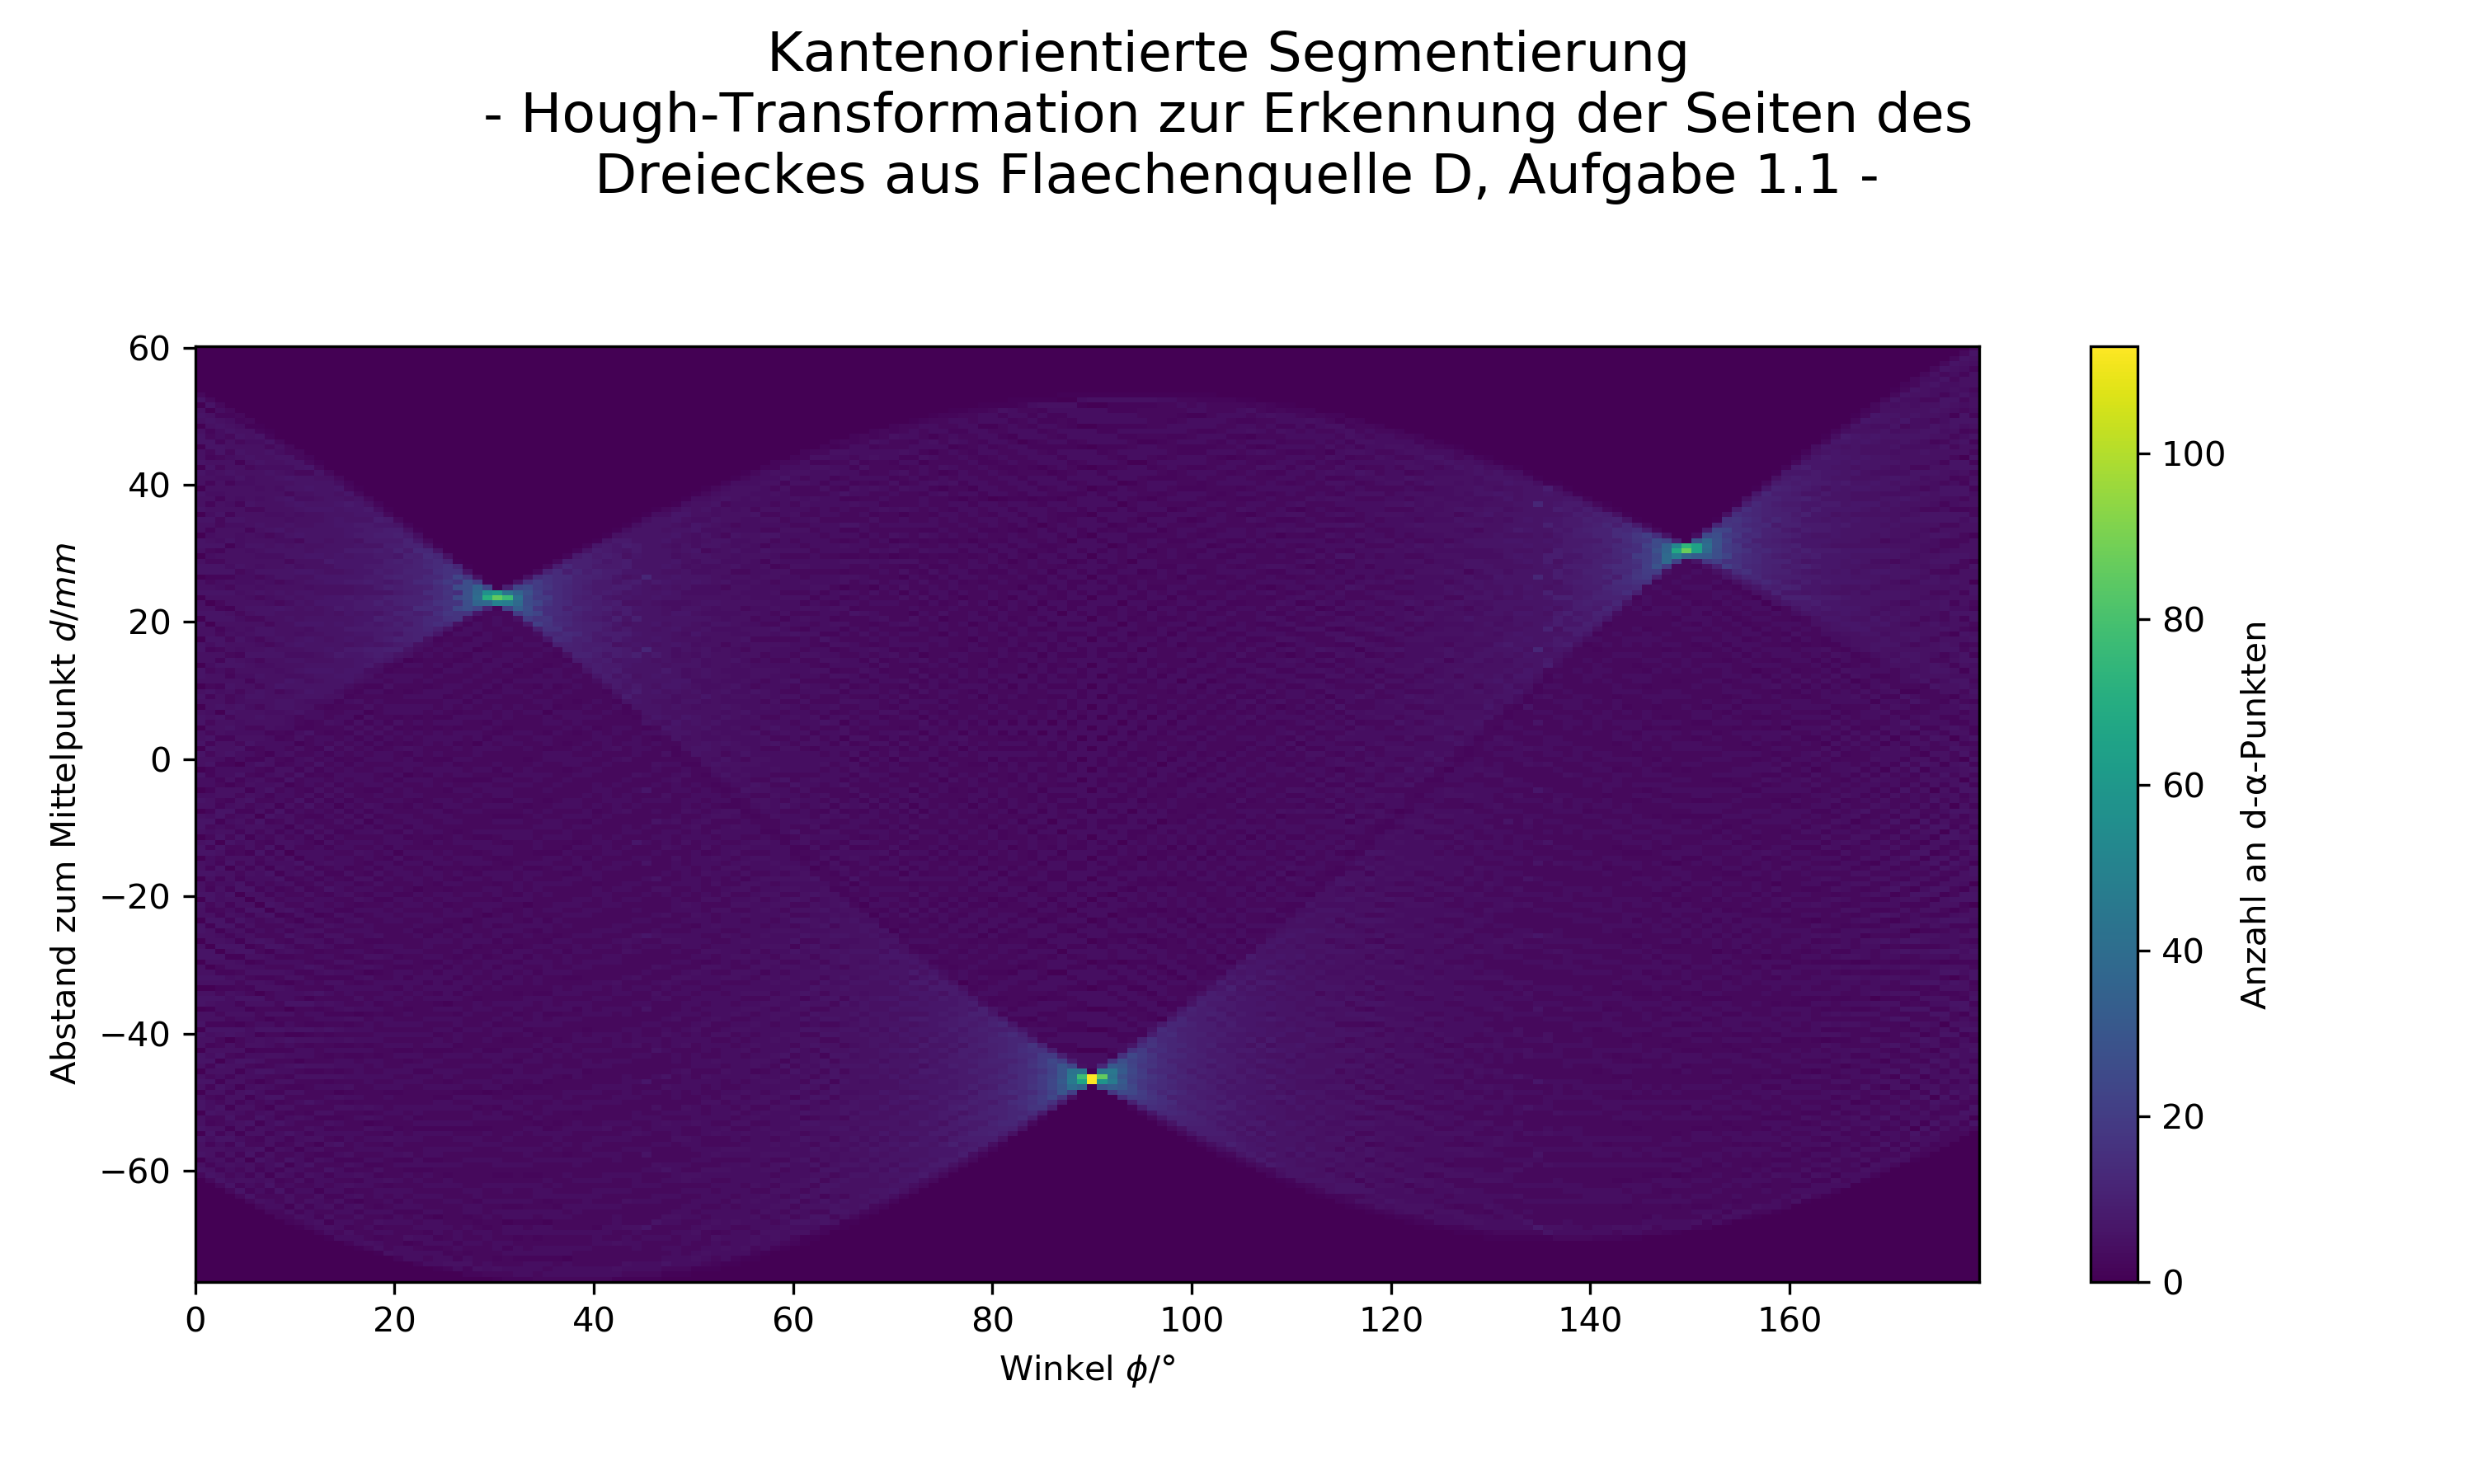 Kantenorientierte Segmentierung
- Hough-Transformation zur Erkennung der Seiten des
Dreieckes aus Flaechenquelle D, Aufgabe 1.1 -
60
40
20
0
−20
−40
−60
Abstand zum Mittelpunkt d/mm
0 20 40 60 80 100 120 140 160
Winkel ϕ/°
100
80
60
40
20
0
Anzahl an d-α-Punkten